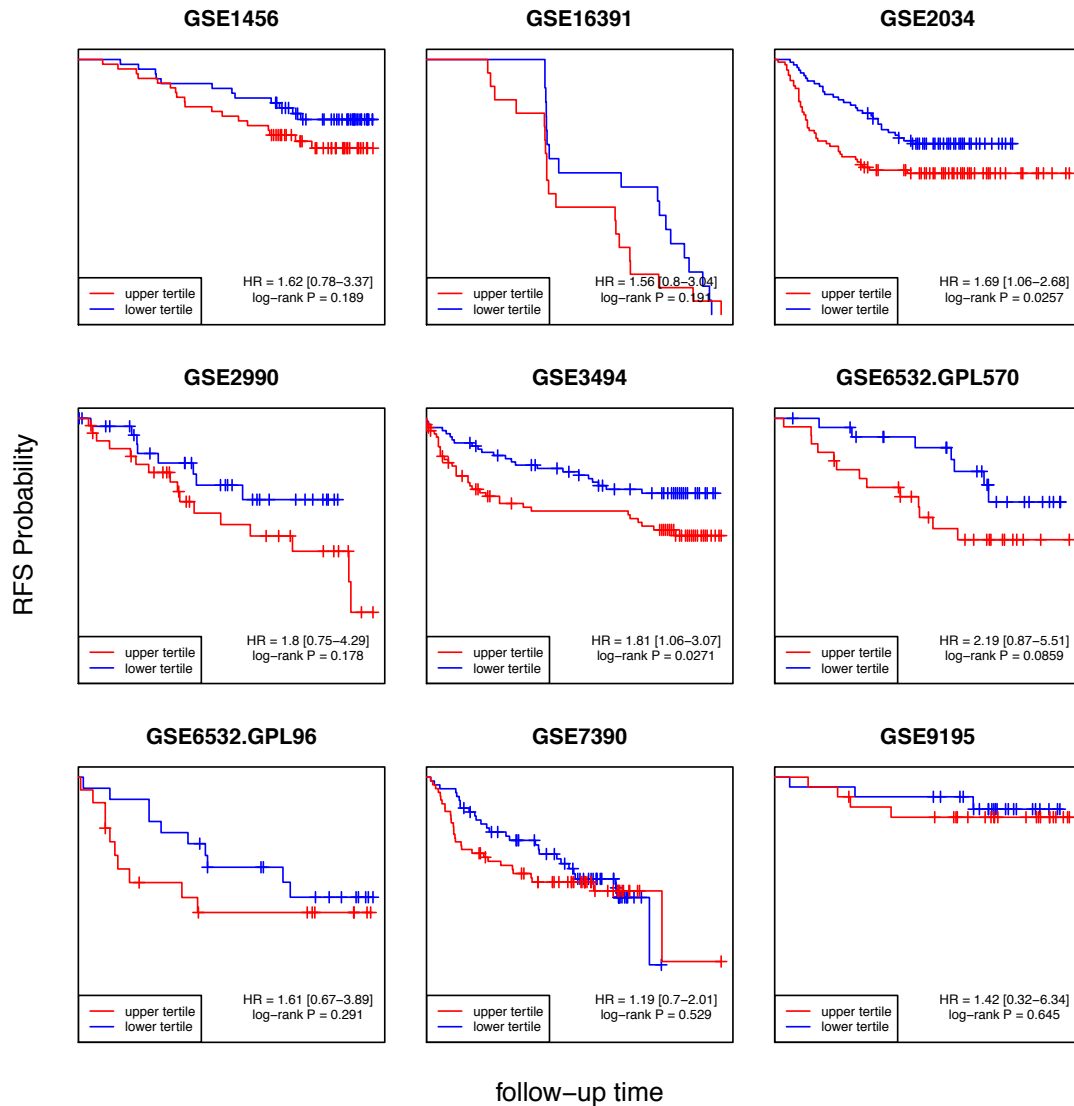 GSE1456
GSE16391
GSE2034
upper tertile
lower tertile
HR = 1.62 [0.78−3.37]
log−rank P = 0.189
upper tertile
lower tertile
HR = 1.56 [0.8−3.04]
log−rank P = 0.191
upper tertile
lower tertile
HR = 1.69 [1.06−2.68]
log−rank P = 0.0257
GSE2990
GSE3494
GSE6532.GPL570
RFS Probability
upper tertile
lower tertile
HR = 1.8 [0.75−4.29]
log−rank P = 0.178
upper tertile
lower tertile
HR = 1.81 [1.06−3.07]
log−rank P = 0.0271
upper tertile
lower tertile
HR = 2.19 [0.87−5.51]
log−rank P = 0.0859
GSE6532.GPL96
GSE7390
GSE9195
upper tertile
lower tertile
HR = 1.61 [0.67−3.89]
log−rank P = 0.291
upper tertile
lower tertile
HR = 1.19 [0.7−2.01]
log−rank P = 0.529
upper tertile
lower tertile
HR = 1.42 [0.32−6.34]
log−rank P = 0.645
follow−up time